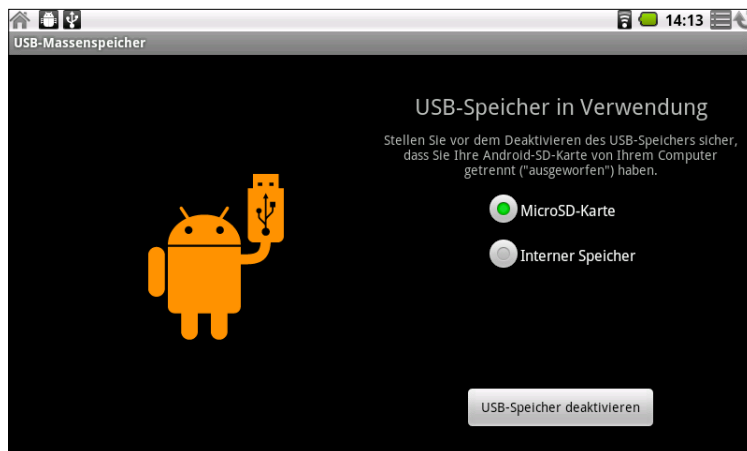 14:13
USB-Massenspeicher
USB-Speicher in Verwendung
Stellen Sie vor dem Deaktivieren des USB-Speichers sicher,
dass Sie Ihre Android-SD-Karte von Ihrem Computer
getrennt ("ausgeworfen") haben.
MicroSD-Karte
Interner Speicher
USB-Speicher deaktivieren